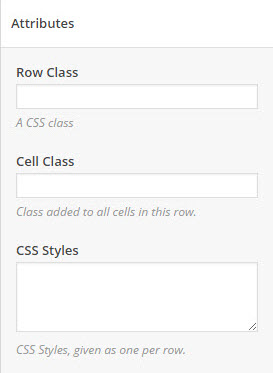 Attributes
Row Class
A CSS class
Cell Class
Class added to all cells in this row.
CSS Styles
CSS Styles, given as one per row.